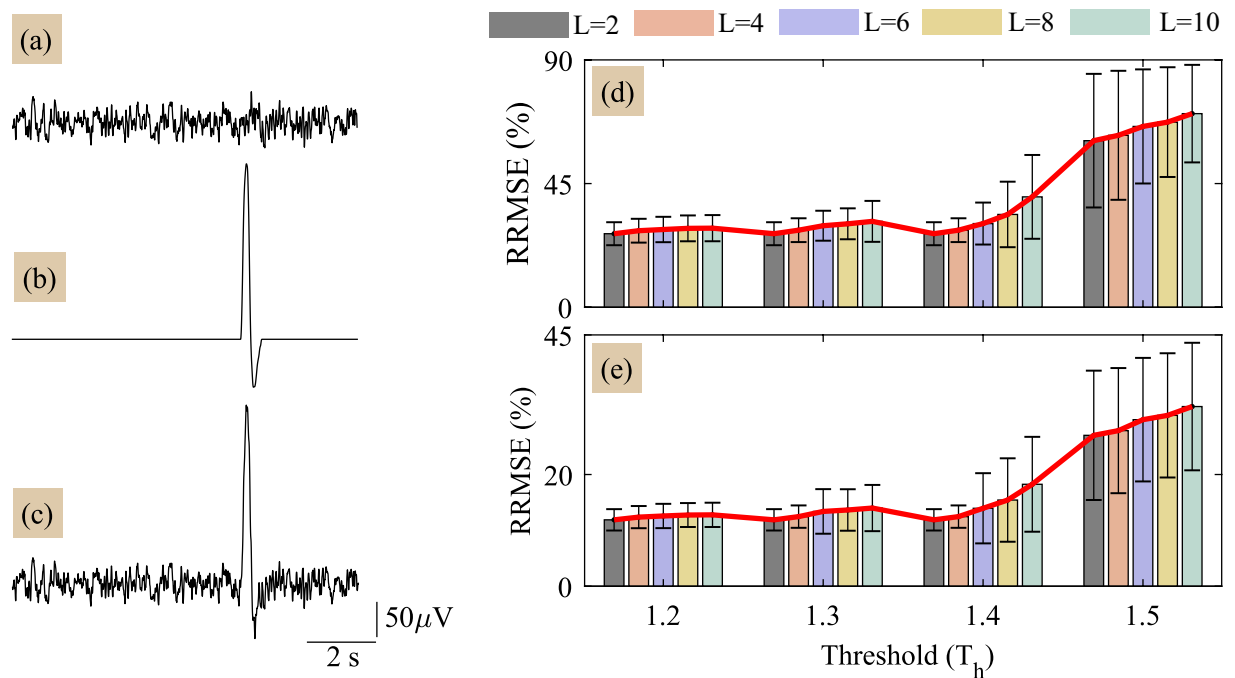 (a)
(b)
(c)
50μV
2 s
L=2 L=4 L=6 L=8 L=10
(d)
RRMSE (%)
90
45
0
(e)
RRMSE (%)
45
20
0
1.2 1.3 1.4 1.5
Threshold (Th)